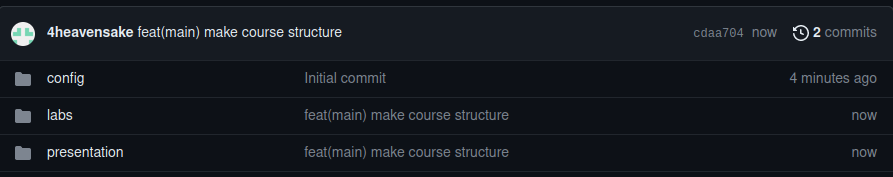 4heavensake feat(main) make course structure cdaa704 now 2 commits
config Initial commit 4 minutes ago
labs feat(main) make course structure now
presentation feat(main) make course structure now